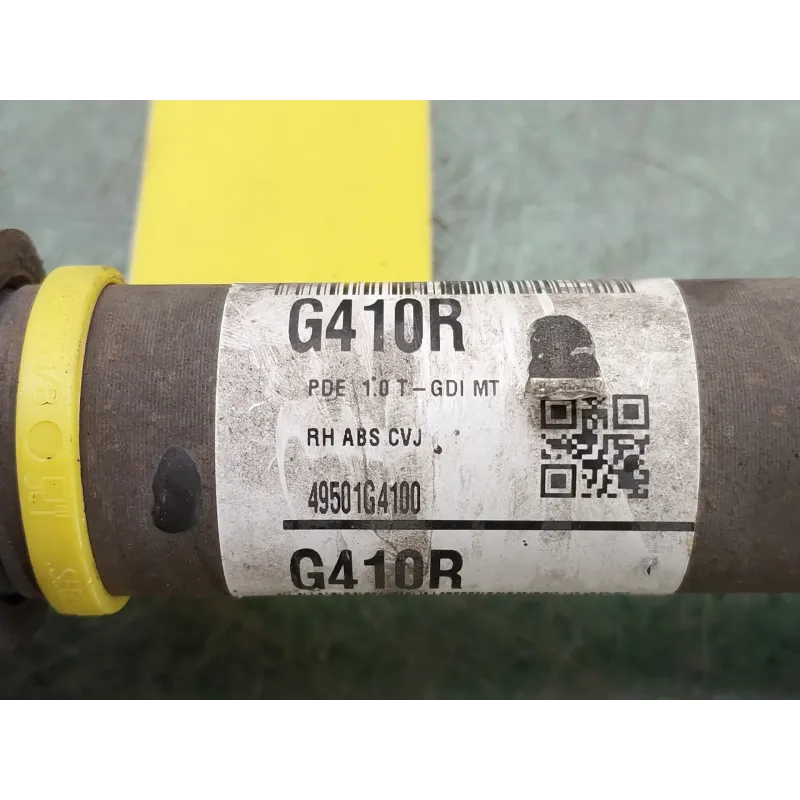 G410R
PDE 1.0 T-GDI MT
RH ABS CVJ
49501G4100
G410R